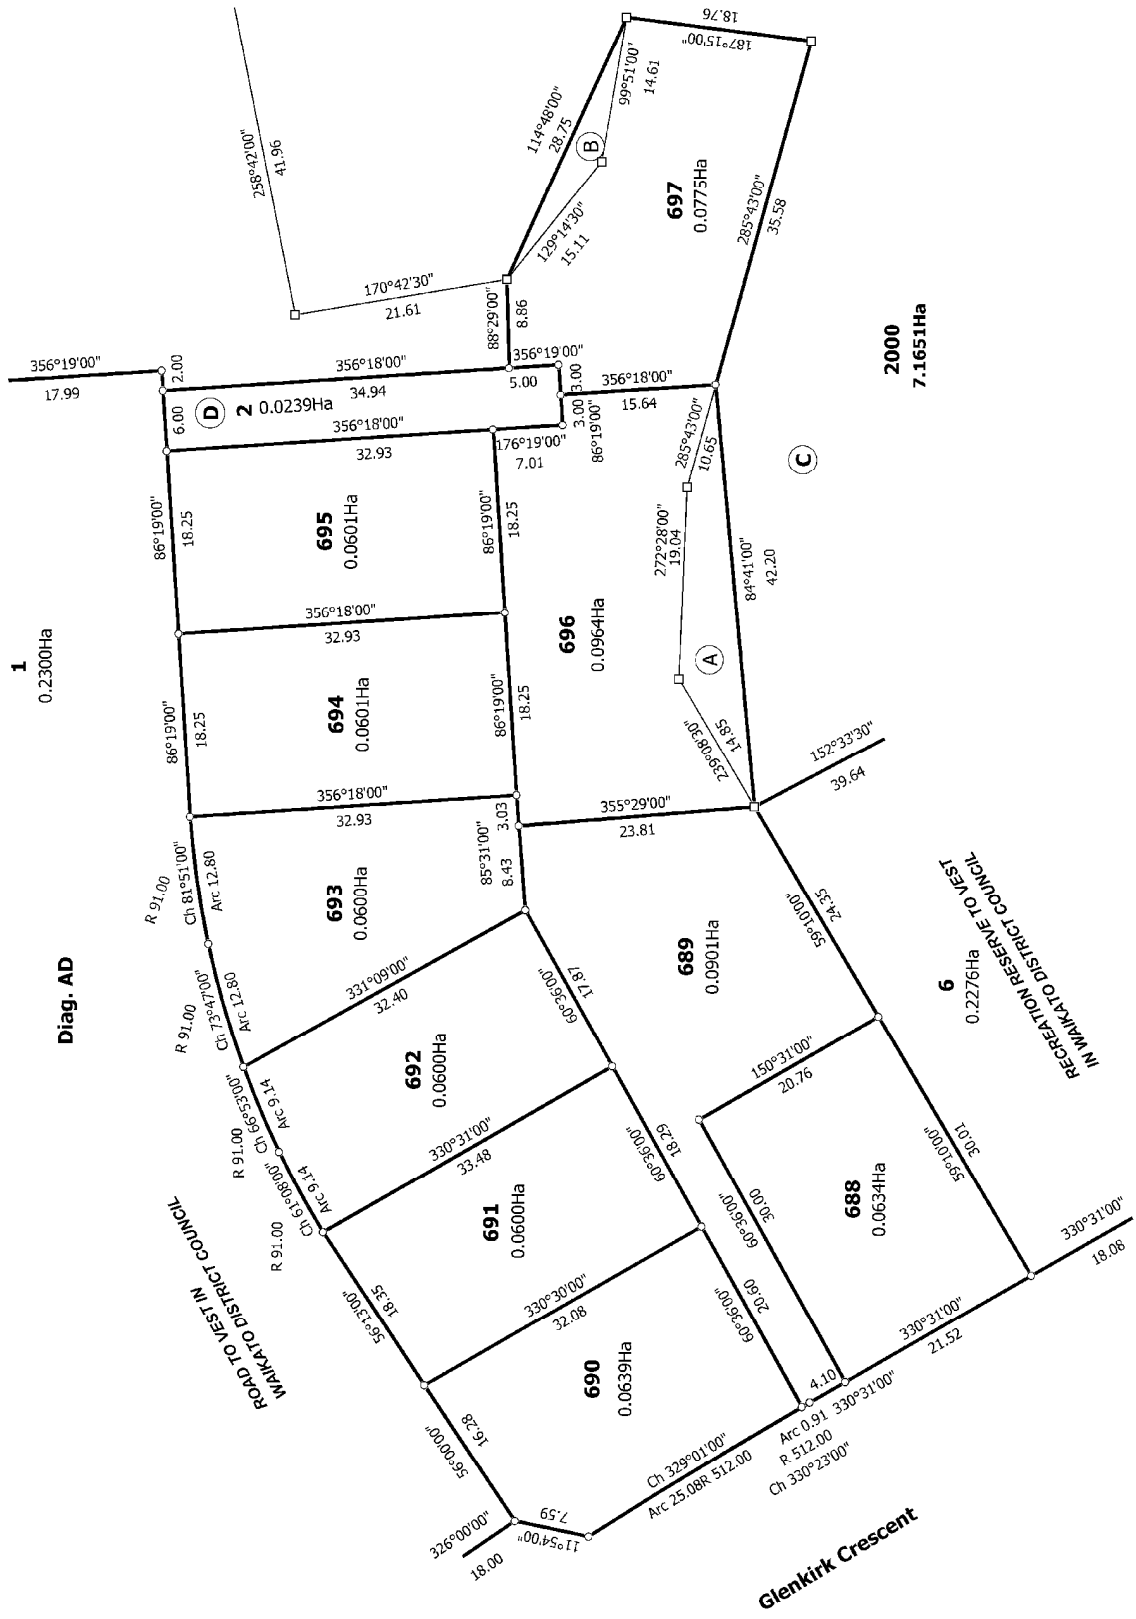 258°42'00"
41.96
170°42'30"
21.61
18.76
187°15'00"
99°51'00"
14.61
114°48'00"
28.75
B
129°14'30"
15.11
697
0.0775Ha
285°43'00"
35.58
88°29'00"
8.86
356°19'00"
17.99
2.00
356°18'00"
34.94
356°19'00"
5.00
3.00
356°18'00"
15.64
6.00
D
2 0.0239Ha
356°18'00"
32.93
176°19'00"
7.01
3.00
86°19'00"
2000
7.1651Ha
285°43'00"
10.65
C
86°19'00"
18.25
695
0.0601Ha
86°19'00"
18.25
272°28'00"
19.04
84°41'00"
42.20
1
0.2300Ha
356°18'00"
32.93
696
0.0964Ha
A
86°19'00"
18.25
694
0.0601Ha
86°19'00"
18.25
239°08'30"
14.85
152°33'30"
39.64
356°18'00"
32.93
3.03
85°31'00"
8.43
355°29'00"
23.81
Diag. AD
R 91.00
Ch 81°51'00"
Arc 12.80
693
0.0600Ha
R 91.00
Ch 73°47'00"
Arc 12.80
331°09'00"
32.40
60°36'00"
17.87
689
0.0901Ha
59°10'00"
24.35
6
0.2276Ha
RECREATION RESERVE TO VEST
IN WAIKATO DISTRICT COUNCIL
R 91.00
Ch 66°53'00"
Arc 9.14
692
0.0600Ha
R 91.00
Ch 61°08'00"
Arc 9.14
330°31'00"
33.48
60°36'00"
18.29
150°31'00"
20.76
ROAD TO VEST IN
WAIKATO DISTRICT COUNCIL
56°13'00"
18.35
691
0.0600Ha
60°36'00"
30.00
688
0.0634Ha
59°10'00"
30.01
330°30'00"
32.08
60°36'00"
20.60
330°31'00"
18.08
56°00'00"
16.28
690
0.0639Ha
4.10
330°31'00"
330°31'00"
21.52
326°00'00"
18.00
7.59
11°54'00"
Ch 329°01'00"
Arc 25.08R 512.00
Arc 0.91
R 512.00
Ch 330°23'00"
Glenkirk Crescent